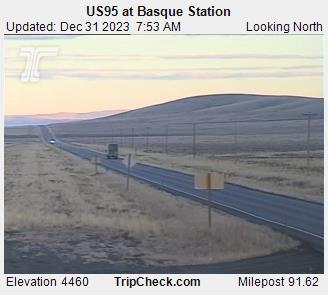 US95 at Basque Station
Updated: Dec 31 2023 7:53 AM Looking North
Elevation 4460 TripCheck.com Milepost 91.62